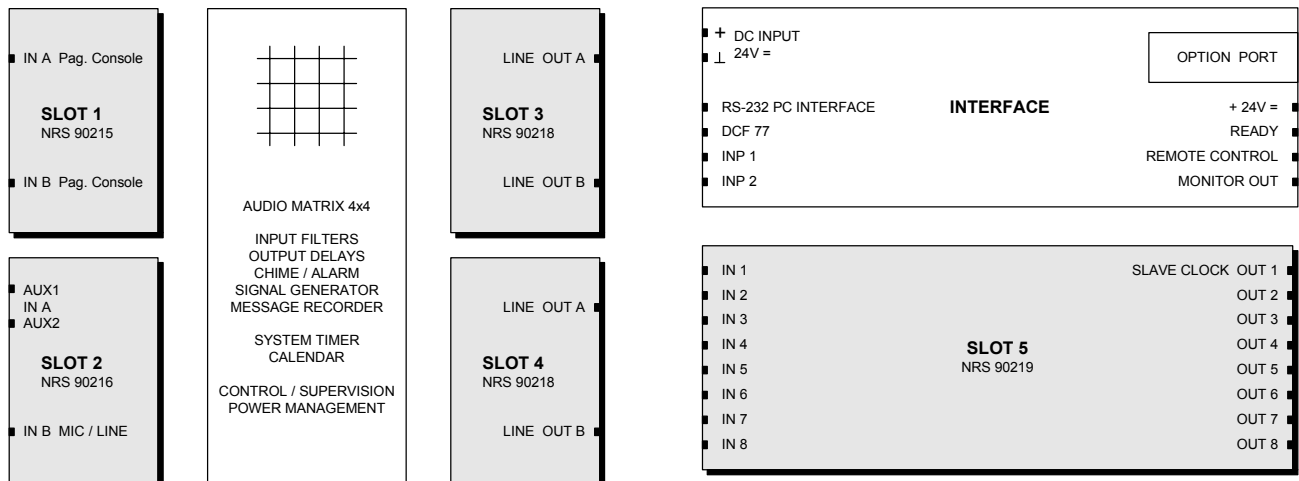 IN A Pag. Console
SLOT 1
NRS 90215
IN B Pag. Console
AUX1
IN A
AUX2
SLOT 2
NRS 90216
IN B MIC / LINE
AUDIO MATRIX 4x4
INPUT FILTERS
OUTPUT DELAYS
CHIME / ALARM
SIGNAL GENERATOR
MESSAGE RECORDER
SYSTEM TIMER
CALENDAR
CONTROL / SUPERVISION
POWER MANAGEMENT
LINE OUT A
SLOT 3
NRS 90218
LINE OUT B
LINE OUT A
SLOT 4
NRS 90218
LINE OUT B
+ DC INPUT
⊥ 24V =
OPTION PORT
RS-232 PC INTERFACE
INTERFACE
+ 24V =
DCF 77
READY
INP 1
REMOTE CONTROL
INP 2
MONITOR OUT
IN 1
IN 2
IN 3
IN 4
IN 5
IN 6
IN 7
IN 8
SLOT 5
NRS 90219
SLAVE CLOCK OUT 1
OUT 2
OUT 3
OUT 4
OUT 5
OUT 6
OUT 7
OUT 8